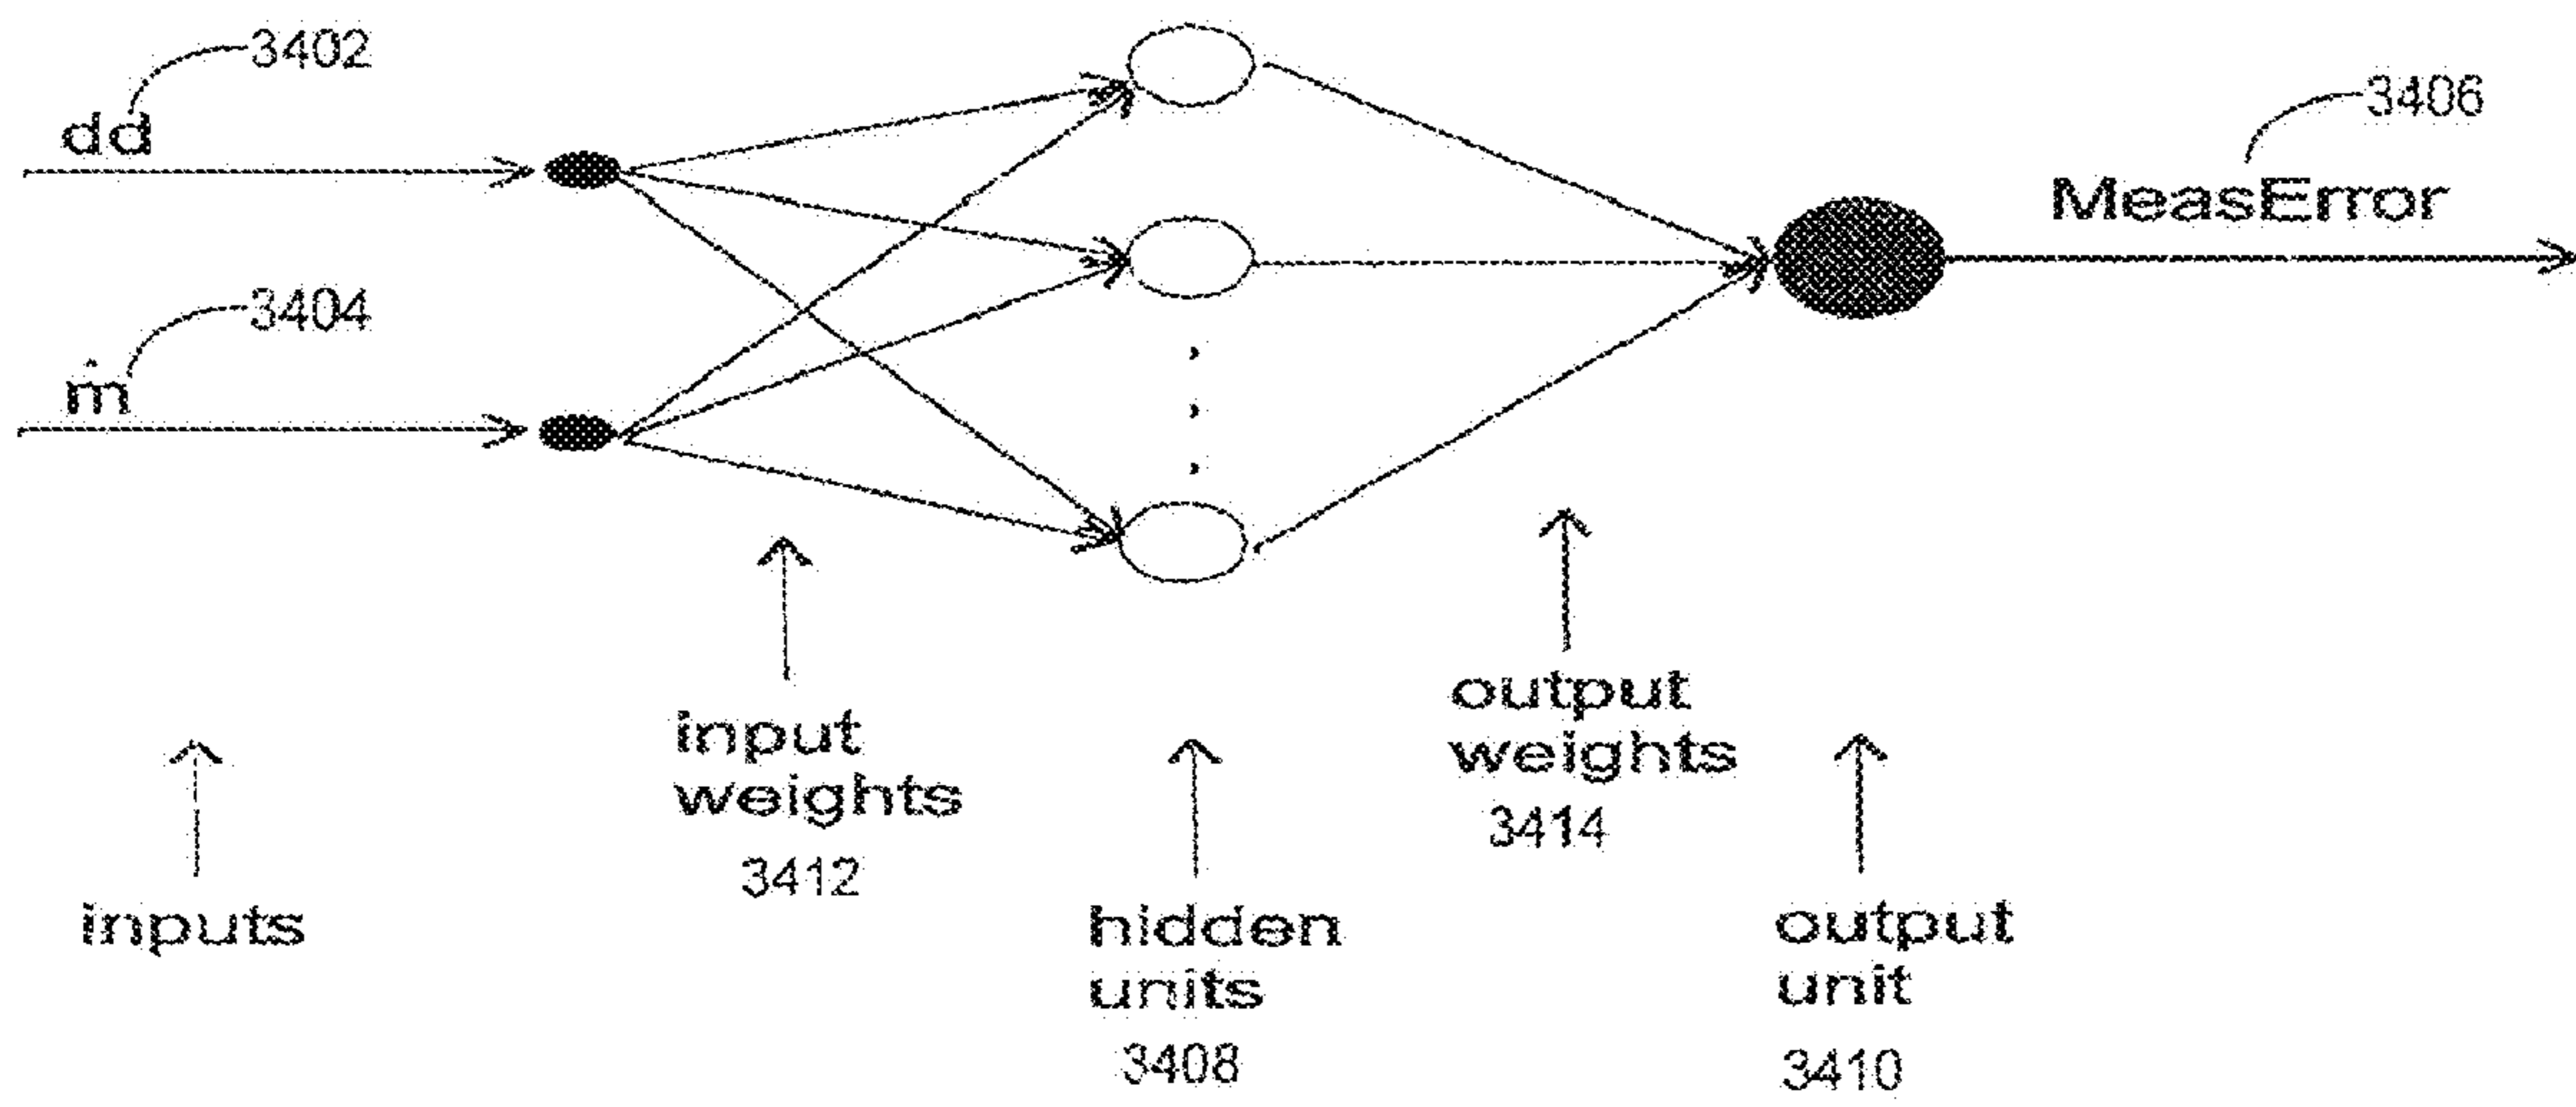 3402
dd
3406
MeasError
3404
ṁ
input
weights
3412
output
weights
3414
inputs
hidden
units
3408
output
unit
3410